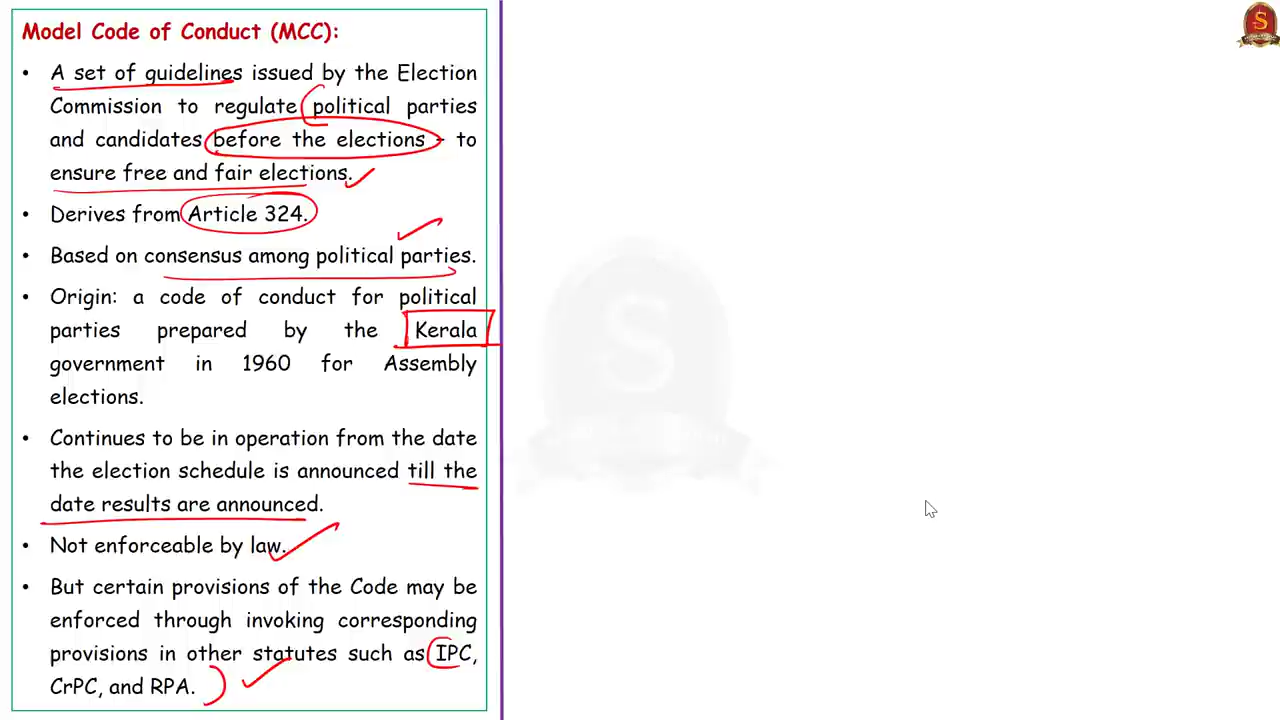 Model Code of Conduct (MCC):
• A set of guidelines issued by the Election
Commission to regulate political parties
and candidates before the elections - to
ensure free and fair elections.
• Derives from Article 324.
• Based on consensus among political parties.
• Origin: a code of conduct for political
parties prepared by the Kerala
government in 1960 for Assembly
elections.
• Continues to be in operation from the date
the election schedule is announced till the
date results are announced.
• Not enforceable by law.
• But certain provisions of the Code may be
enforced through invoking corresponding
provisions in other statutes such as IPC,
CrPC, and RPA.
S
S